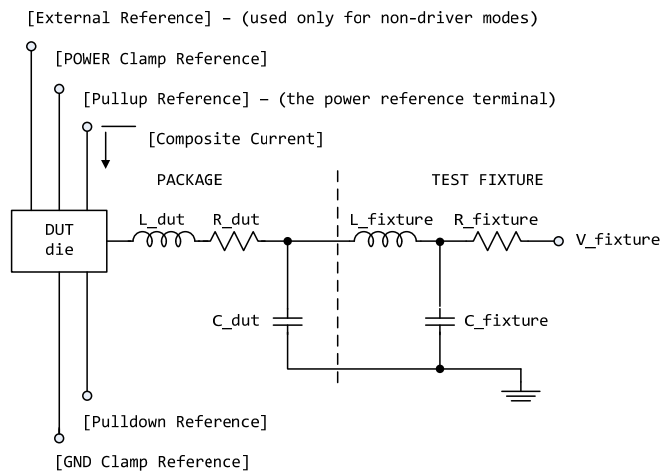 [External Reference] – (used only for non-driver modes)
[POWER Clamp Reference]
[Pullup Reference] – (the power reference terminal)
[Composite Current]
PACKAGE
TEST FIXTURE
L_dut
R_dut
L_fixture
R_fixture
DUT
die
V_fixture
C_dut
C_fixture
[Pulldown Reference]
[GND Clamp Reference]